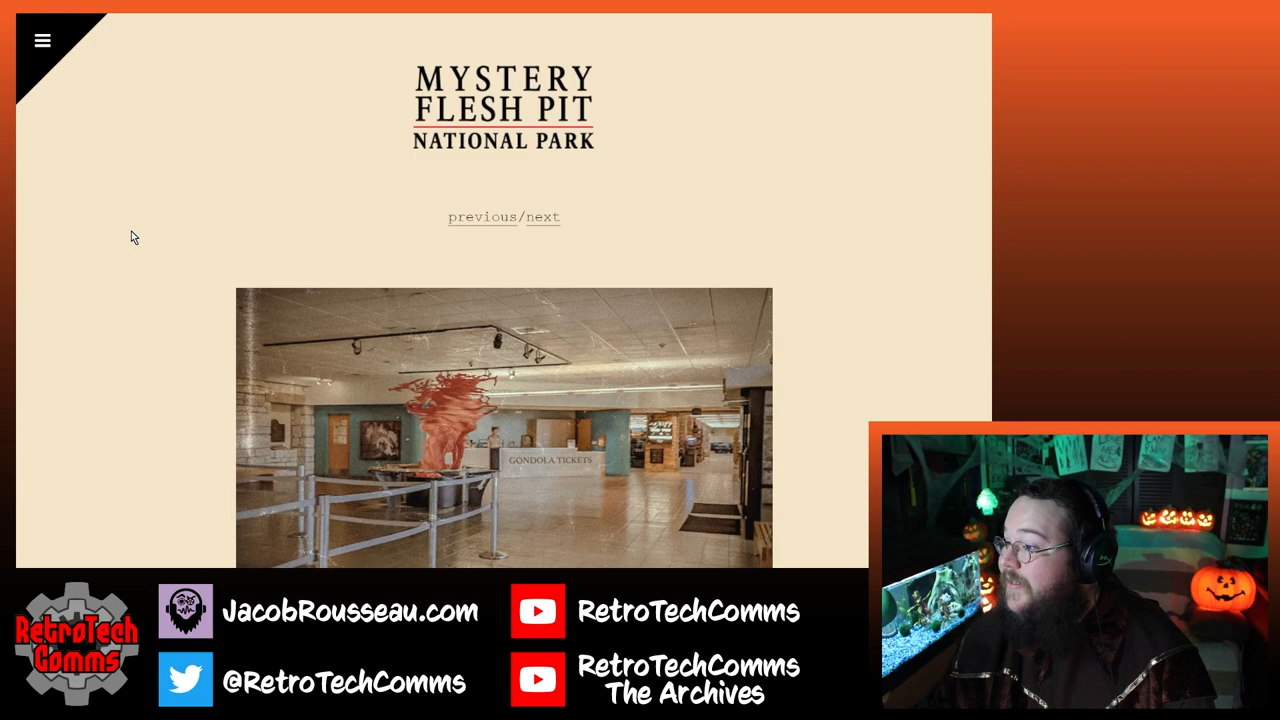 MYSTERY
FLESH PIT
NATIONAL PARK
previous/next
GONDOLA TICKETS
RetroTech
Comms
JacobRousseau.com
@RetroTechComms
RetroTechComms
RetroTechComms
The Archives